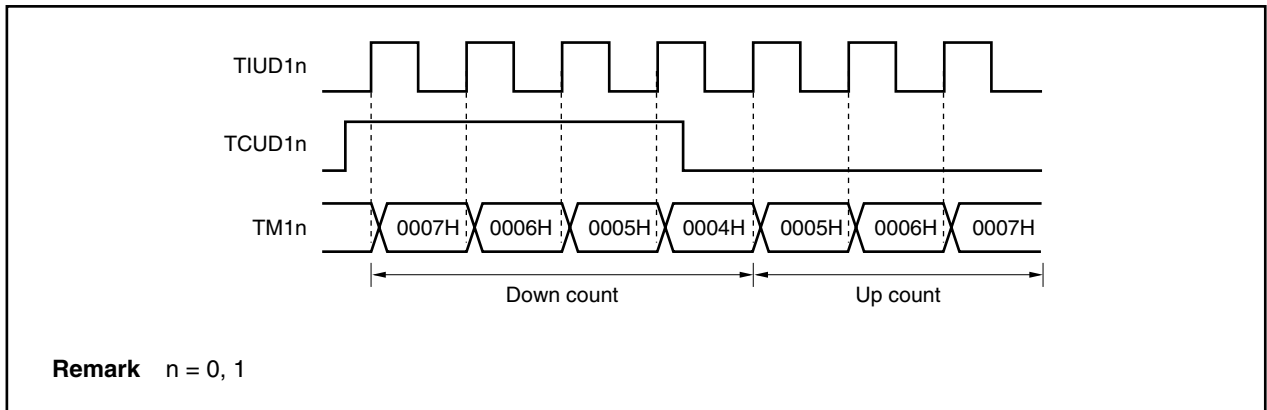 TIUD1n
TCUD1n
TM1n 0007H 0006H 0005H 0004H 0005H 0006H 0007H
Down count Up count
Remark n = 0, 1